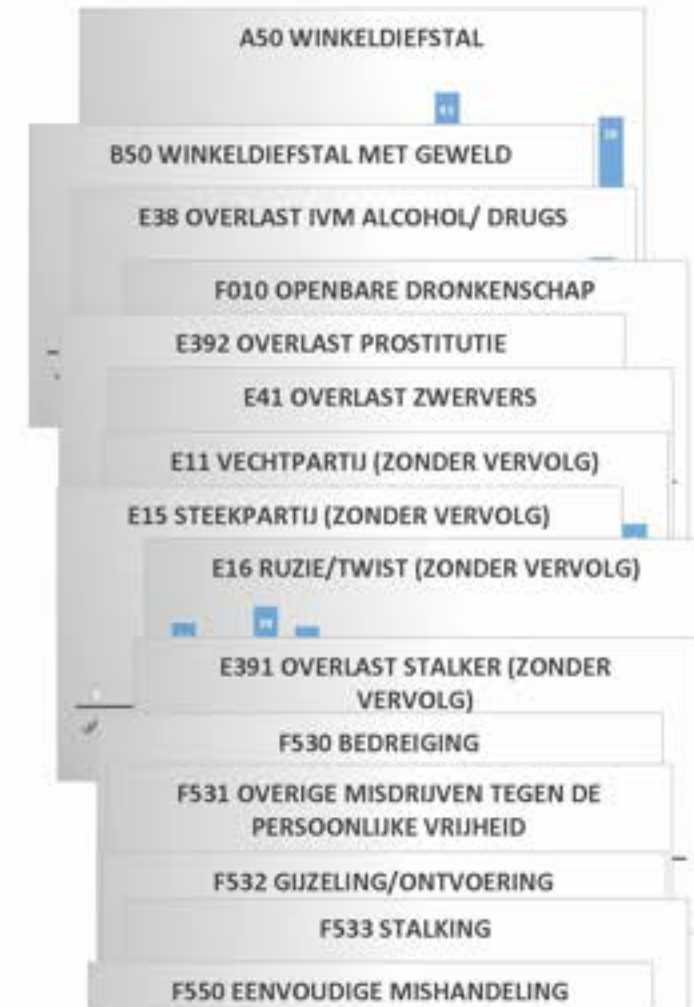 A50 WINKELDIEFSTAL
B50 WINKELDIEFSTAL MET GEWELD
E38 OVERLAST IVM ALCOHOL/ DRUGS
F010 OPENBARE DRONKENSCHAP
E392 OVERLAST PROSTITUTIE
E41 OVERLAST ZWERVERS
E11 VECHTPARTIJ (ZONDER VERVOLG)
E15 STEEKPARTIJ (ZONDER VERVOLG)
E16 RUZIE/TWIST (ZONDER VERVOLG)
E391 OVERLAST STALKER (ZONDER
VERVOLG)
F530 BEDREIGING
F531 OVERIGE MISDRIJVEN TEGEN DE
PERSOONLIJKE VRIJHEID
F532 GIJZELING/ONTVOERING
F533 STALKING
F550 EENVOUDIGE MISHANDELING